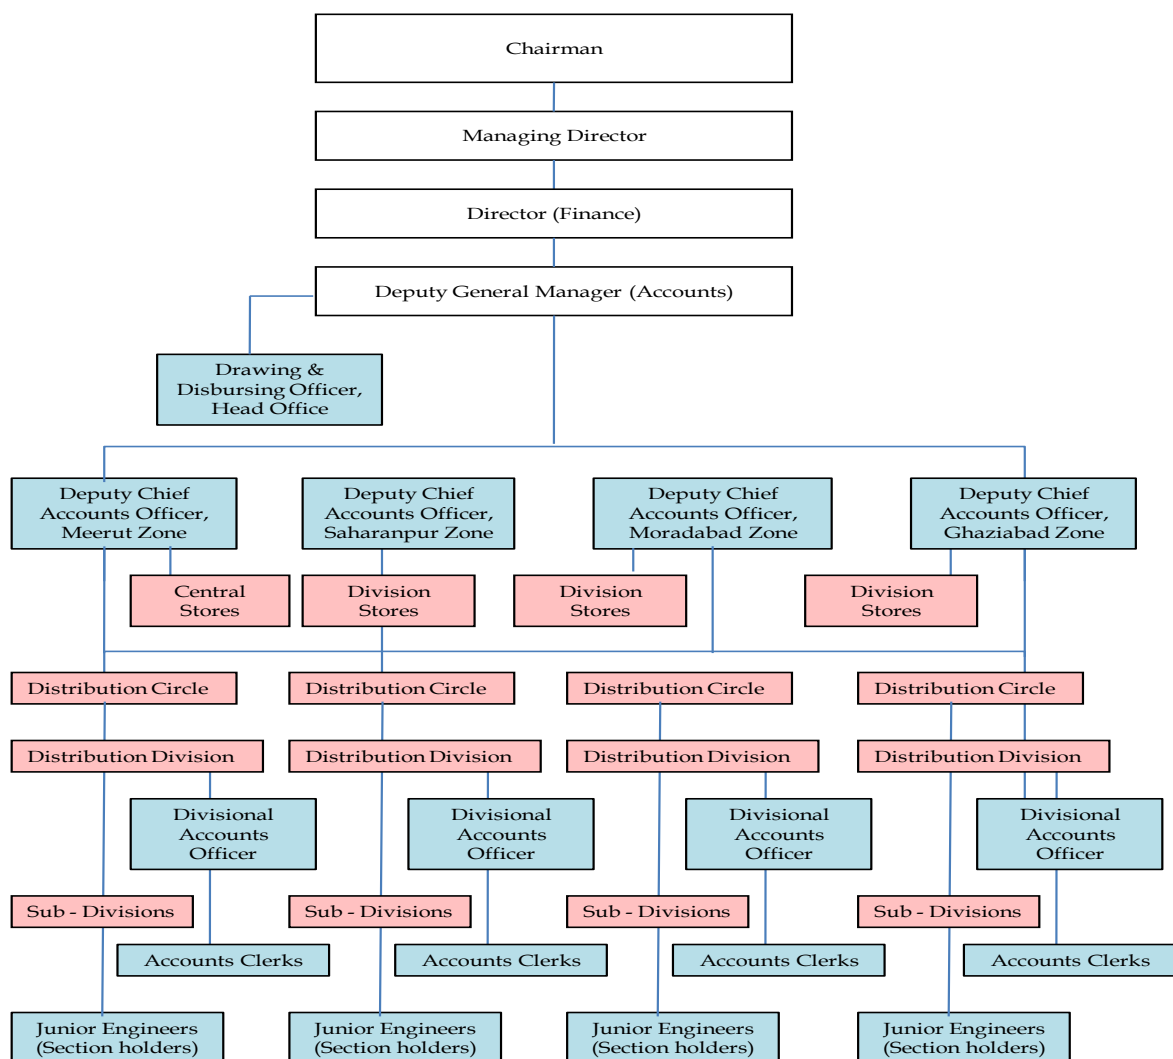 Chairman
Managing Director
Director (Finance)
Deputy General Manager (Accounts)
Drawing &
Disbursing Officer,
Head Office
Deputy Chief
Accounts Officer,
Meerut Zone
Deputy Chief
Accounts Officer,
Saharanpur Zone
Deputy Chief
Accounts Officer,
Moradabad Zone
Deputy Chief
Accounts Officer,
Ghaziabad Zone
Central
Stores
Division
Stores
Division
Stores
Division
Stores
Distribution Circle
Distribution Circle
Distribution Circle
Distribution Circle
Distribution Division
Distribution Division
Distribution Division
Distribution Division
Divisional
Accounts
Officer
Divisional
Accounts
Officer
Divisional
Accounts
Officer
Divisional
Accounts
Officer
Sub - Divisions
Sub - Divisions
Sub - Divisions
Sub - Divisions
Accounts Clerks
Accounts Clerks
Accounts Clerks
Accounts Clerks
Junior Engineers
(Section holders)
Junior Engineers
(Section holders)
Junior Engineers
(Section holders)
Junior Engineers
(Section holders)